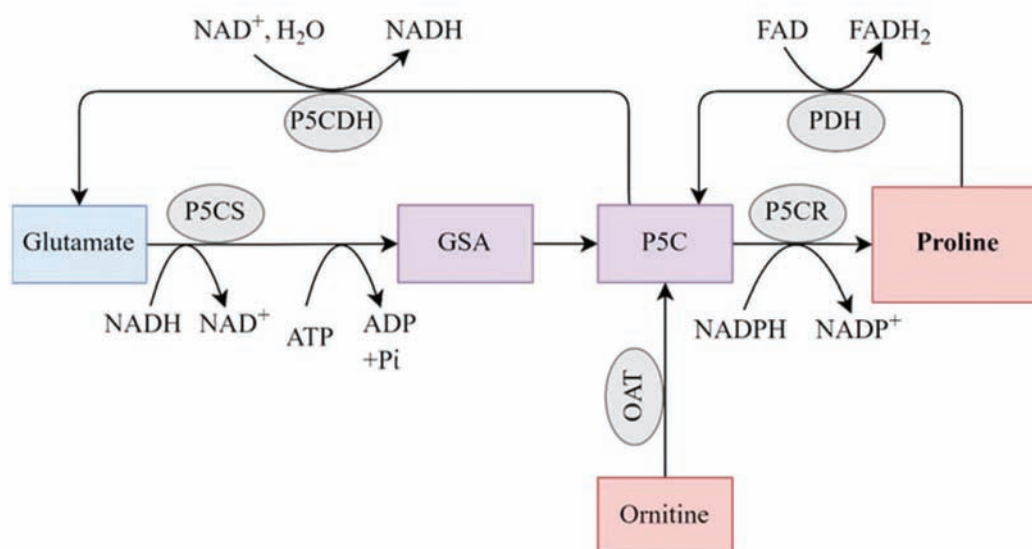 NAD⁺, H₂O
NADH
FAD
FADH₂
P5CDH
PDH
P5CS
P5CR
Glutamate
GSA
P5C
Proline
NADH
NAD⁺
ATP
ADP
+Pi
NADPH
NADP⁺
OAT
Ornitine